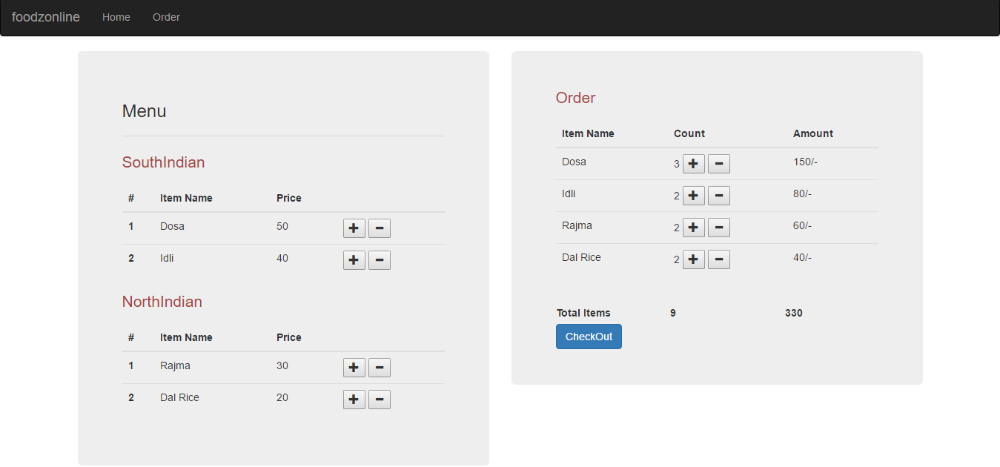 foodzonline Home Order
Menu
SouthIndian
# Item Name Price
1 Dosa 50
2 Idli 40
NorthIndian
# Item Name Price
1 Rajma 30
2 Dal Rice 20
Order
Item Name Count Amount
Dosa 3 150/-
Idli 2 80/-
Rajma 2 60/-
Dal Rice 2 40/-
Total Items 9 330
CheckOut